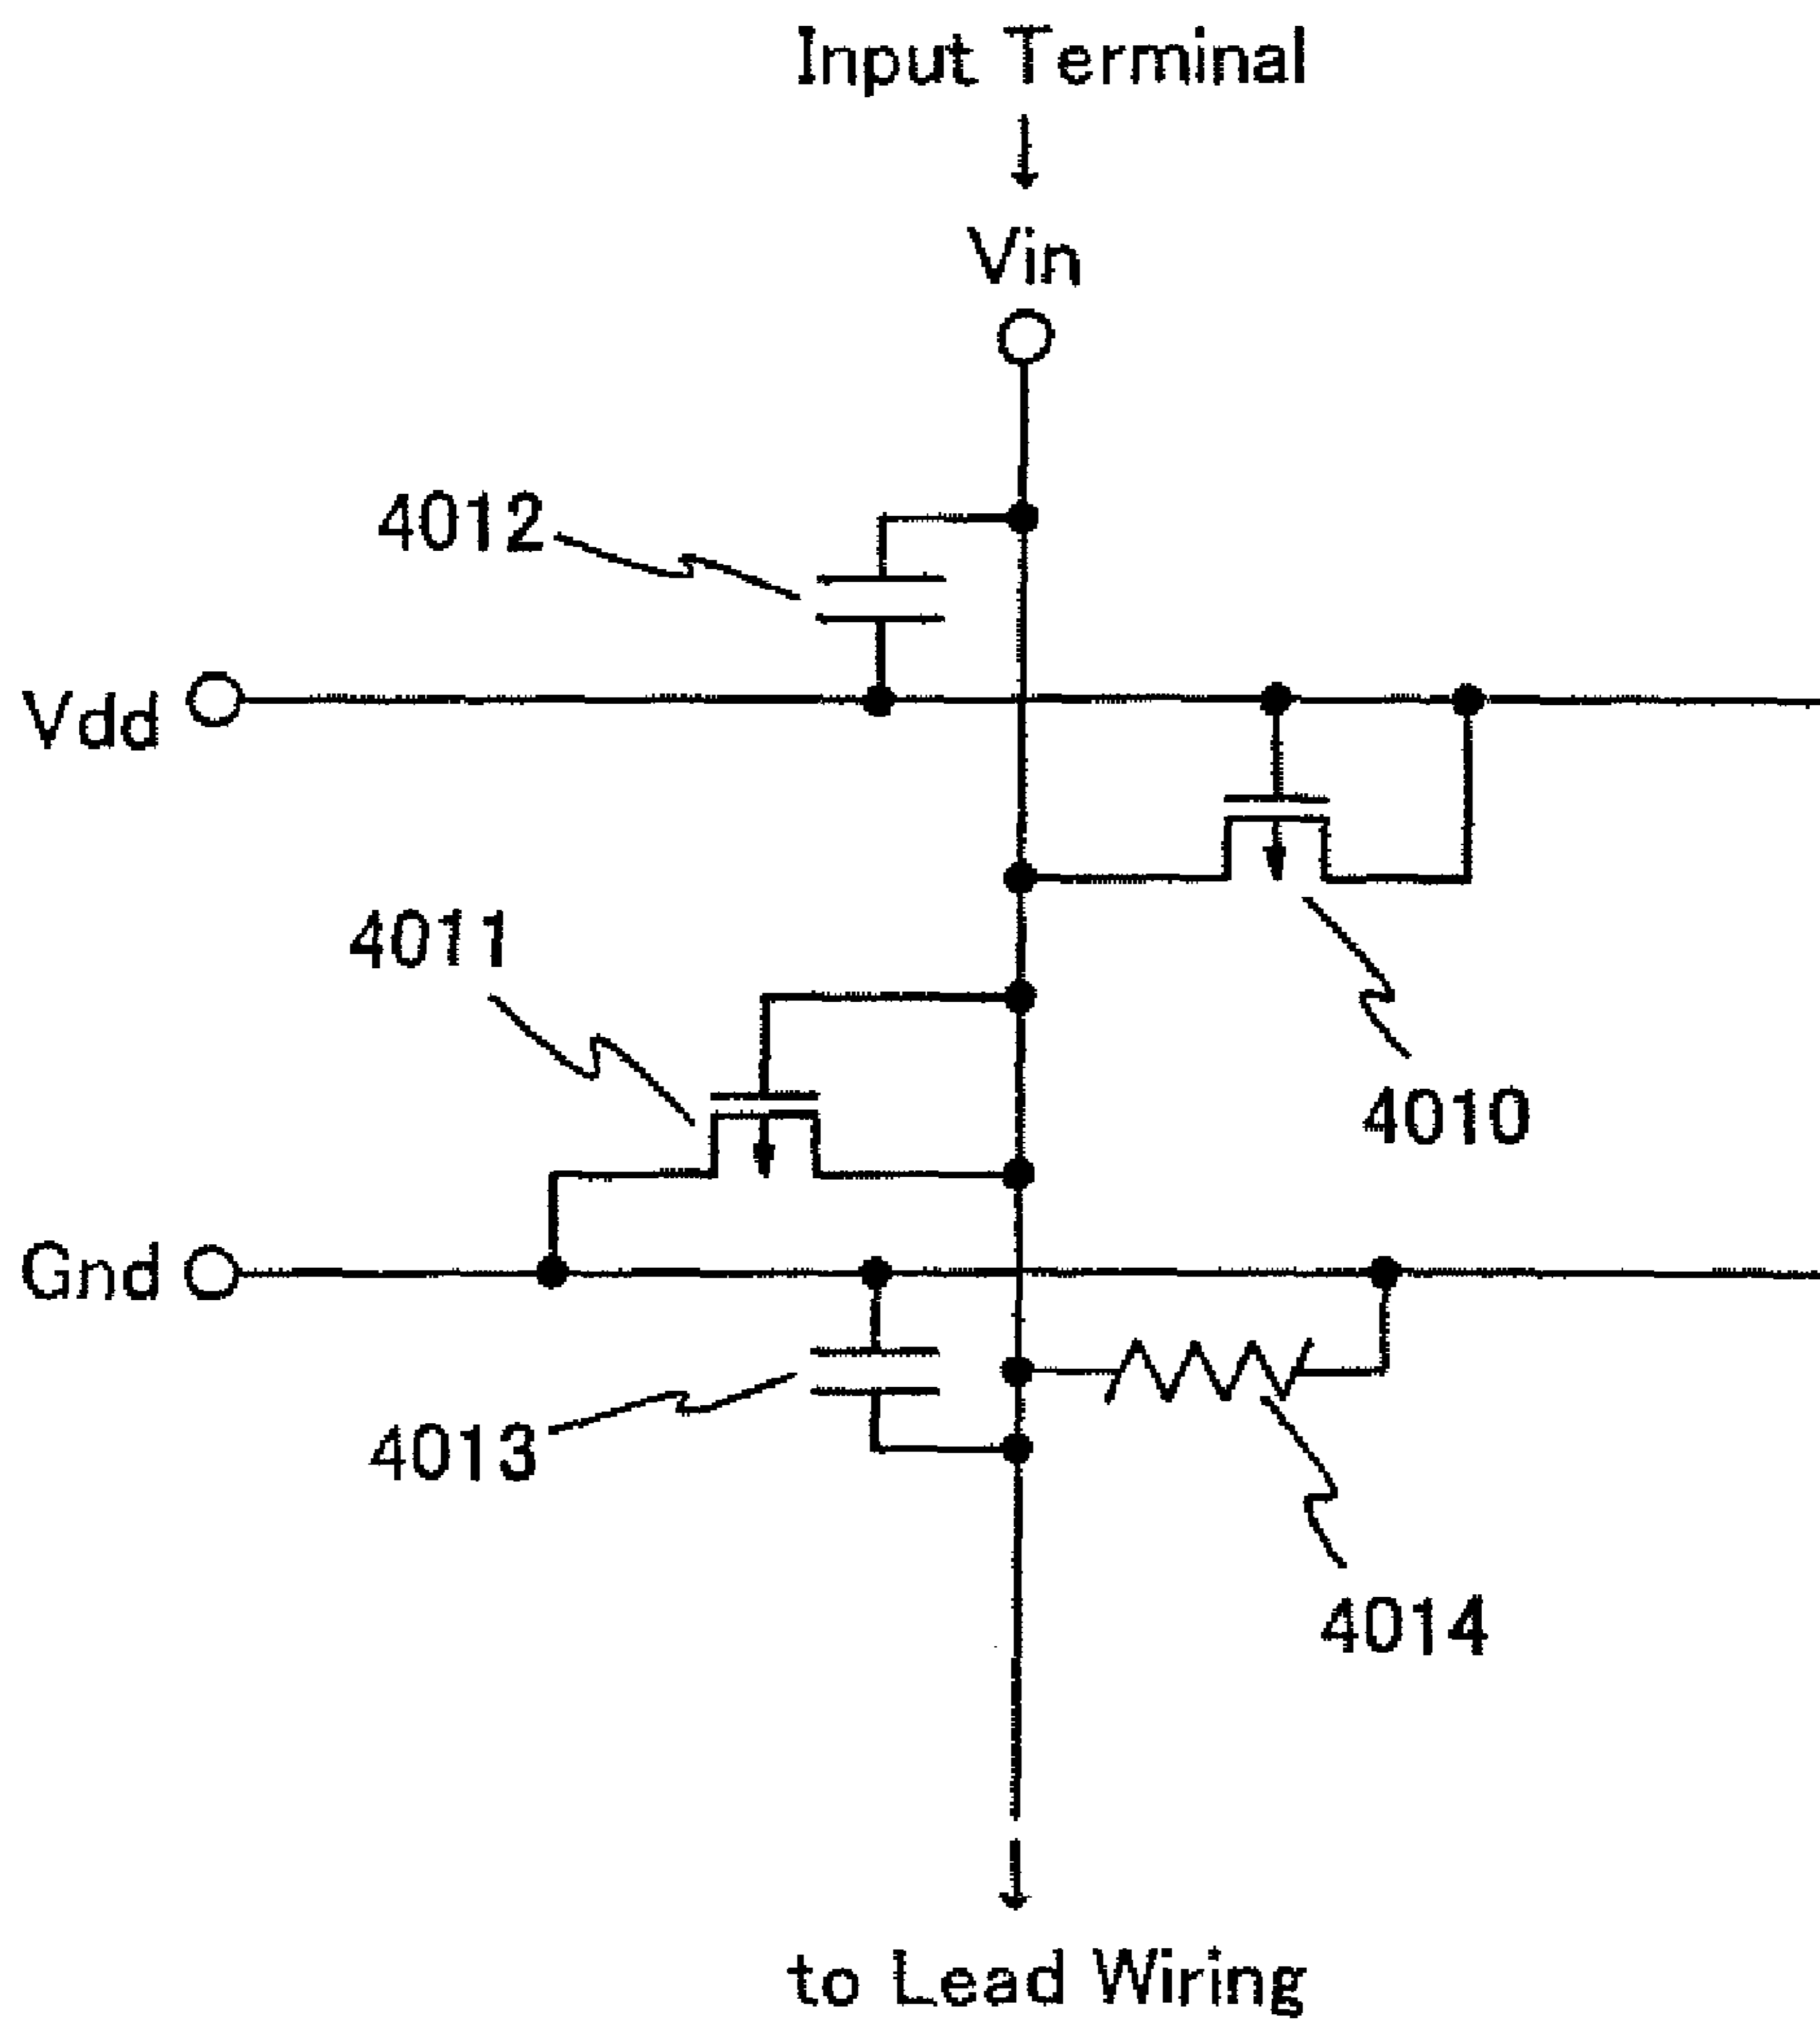 Input Terminal
Vin
4012
Vdd
4011
4010
Gnd
4013
4014
to Lead Wiring